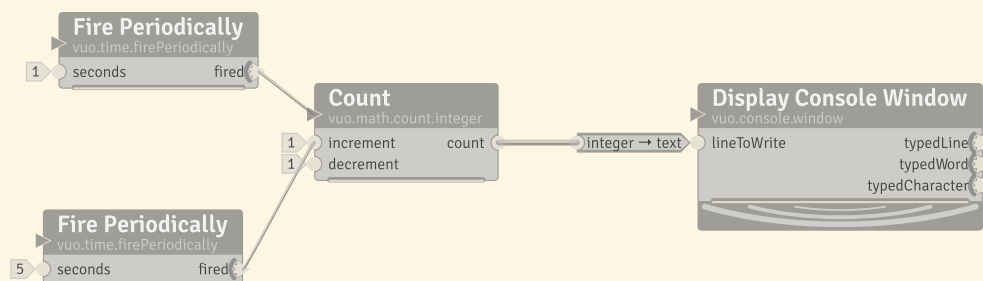 Fire Periodically
vuo.time.firePeriodically
1 seconds fired
Count
vuo.math.count.integer
1 increment count
1 decrement
integer → text
Display Console Window
vuo.console.window
lineToWrite typedLine
typedWord
typedCharacter
Fire Periodically
vuo.time.firePeriodically
5 seconds fired